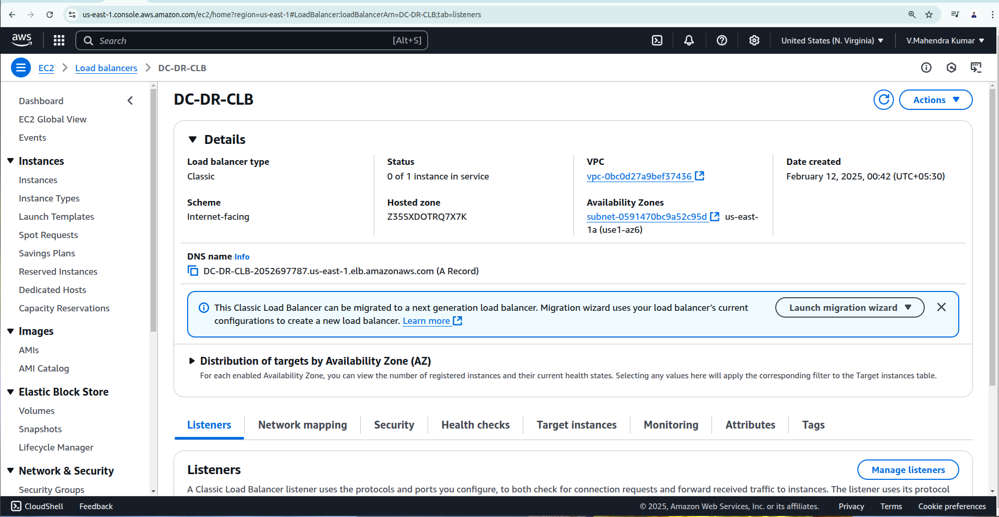 us-east-1.console.aws.amazon.com/ec2/home?region=us-east-1#LoadBalancer:loadBalancerArn=DC-DR-CLB;tab=listeners
aws
Search
[Alt+S]
United States (N. Virginia)
V.Mahendra Kumar
EC2
Load balancers
DC-DR-CLB
Dashboard
EC2 Global View
Events
Instances
Instances
Instance Types
Launch Templates
Spot Requests
Savings Plans
Reserved Instances
Dedicated Hosts
Capacity Reservations
Images
AMIs
AMI Catalog
Elastic Block Store
Volumes
Snapshots
Lifecycle Manager
Network & Security
Security Groups
DC-DR-CLB
Actions
Details
Load balancer type
Classic
Status
0 of 1 instance in service
VPC
vpc-0bc0d27a9bef37436
Date created
February 12, 2025, 00:42 (UTC+05:30)
Scheme
Internet-facing
Hosted zone
Z35SXDOTRQ7X7K
Availability Zones
subnet-0591470bc9a52c95d us-east-
1a (use1-az6)
DNS name Info
DC-DR-CLB-2052697787.us-east-1.elb.amazonaws.com (A Record)
This Classic Load Balancer can be migrated to a next generation load balancer. Migration wizard uses your load balancer's current
configurations to create a new load balancer. Learn more
Launch migration wizard
Distribution of targets by Availability Zone (AZ)
For each enabled Availability Zone, you can view the number of registered instances and their current health states. Selecting any values here will apply the corresponding filter to the Target instances table.
Listeners
Network mapping
Security
Health checks
Target instances
Monitoring
Attributes
Tags
Listeners
Manage listeners
A Classic Load Balancer listener uses the protocols and ports you configure, to both check for connection requests and forward received traffic to instances. The listener uses its protocol
CloudShell
Feedback
© 2025, Amazon Web Services, Inc. or its affiliates.
Privacy
Terms
Cookie preferences